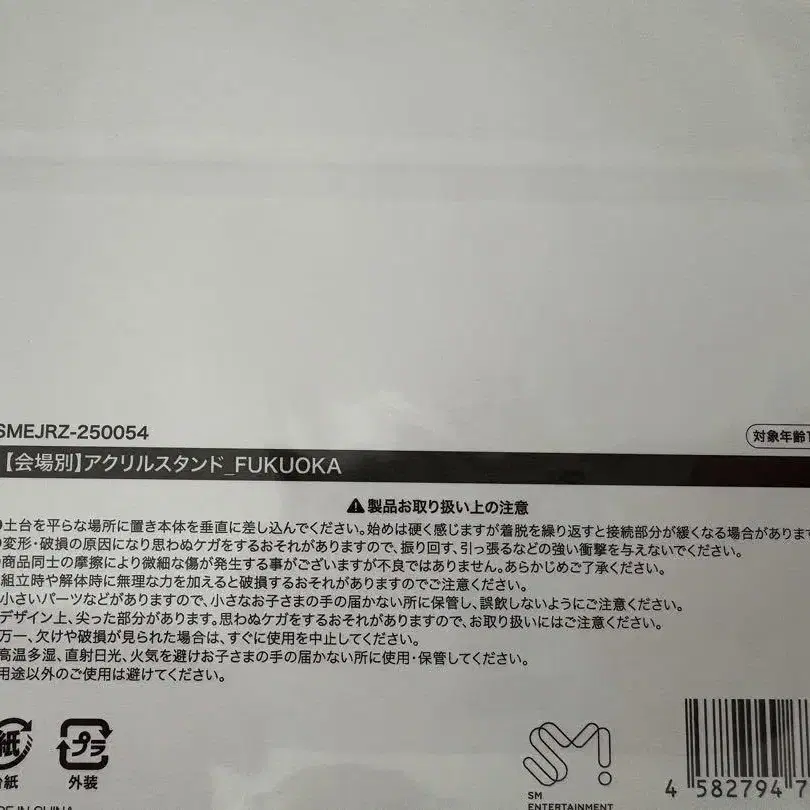 SMEJRZ-250054
対象年齢1
【会場別】アクリルスタンド_FUKUOKA
⚠製品お取り扱い上の注意
●土台を平らな場所に置き本体を垂直に差し込んでください。始めは硬く感じますが着脱を繰り返すと接続部分が緩くなる場合があります
●変形・破損の原因になり思わぬケガをするおそれがありますので、振り回す、引っ張るなどの強い衝撃を与えないでください。
●商品同士の摩擦により微細な傷が発生する事がございますが不良ではありません。あらかじめご了承ください。
組立時や解体時に無理な力を加えると破損するおそれがありますのでご注意ください。
小さいパーツなどがありますので、小さなお子さまの手の届かない所に保管し、誤飲しないようにご注意ください。
デザイン上、尖った部分があります。思わぬケガをするおそれがありますので、お取り扱いにはご注意ください。
万一、欠けや破損が見られた場合は、すぐに使用を中止してください。
高温多湿、直射日光、火気を避けお子さまの手の届かない所に使用・保管してください。
用途以外のご使用は避けてください。
紙
台紙
プラ
外装
SM
ENTERTAINMENT
4 582794 7
DE IN CHINA